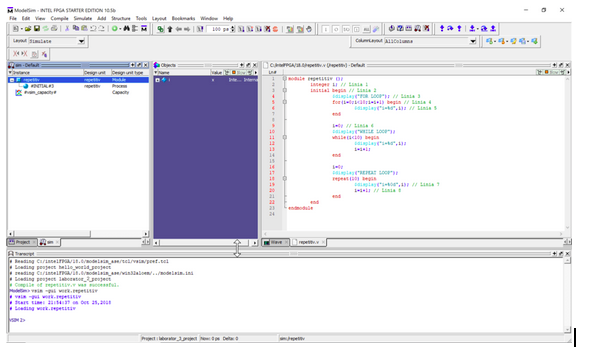 ModelSim - INTEL FPGA STARTER EDITION 10.5b
File Edit View Compile Simulate Add Structure Tools Layout Bookmarks Window Help
100 ps
Layout Simulate
ColumnLayout AllColumns
sim - Default
Instance Design unit Design unit type
repetitiv repetitiv Module
#INITIAL#3 repetitiv Process
#vsim_capacity# Capacity
Project sim
Objects
Name Value
i x Inte... Interna
C:/intelFPGA/18.0/modelsim_ase/.../repetitiv.v (/repetitiv) - Default
Ln#
1 module repetitiv ();
2 integer i; // Linia 1
3 initial begin // Linia 2
4 $display("FOR LOOP"); // Linia 3
5 for(i=0;i<10;i=i+1) begin // Linia 4
6 $display("i=%d",i); // Linia 5
7 end
8
9 i=0; // Linia 6
10 $display("WHILE LOOP");
11 while(i<10) begin
12 $display("i=%d",i);
13 i=i+1;
14 end
15
16 i=0;
17 $display("REPEAT LOOP");
18 repeat(10) begin
19 $display("i=%0d",i); // Linia 7
20 i=i+1; // Linia 8
21 end
22 end
23 endmodule
24
Wave repetitiv.v
Transcript
# Reading C:/intelFPGA/18.0/modelsim_ase/tcl/vsim/pref.tcl
# Loading project hello_world_project
# reading C:/intelFPGA/18.0/modelsim_ase/win32aloem/../modelsim.ini
# Loading project laborator_2_project
# Compile of repetitiv.v was successful.
ModelSim> vsim -gui work.repetitiv
# vsim -gui work.repetitiv
# Start time: 21:54:37 on Oct 25,2018
# Loading work.repetitiv
VSIM 2>
Project : laborator_2_project Now: 0 ps Delta: 0 sim:/repetitiv